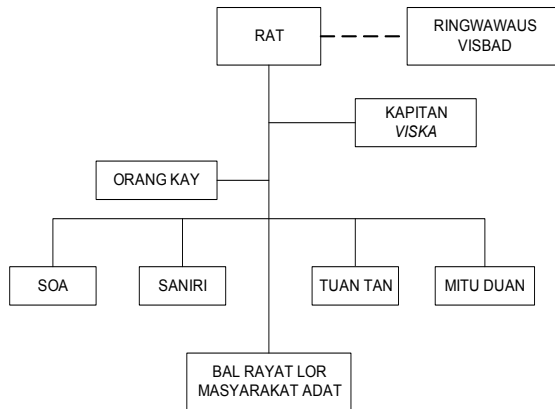 RAT
RINGWAWAUS
VISBAD
KAPITAN
VISKA
ORANG KAY
SOA
SANIRI
TUAN TAN
MITU DUAN
BAL RAYAT LOR
MASYARAKAT ADAT